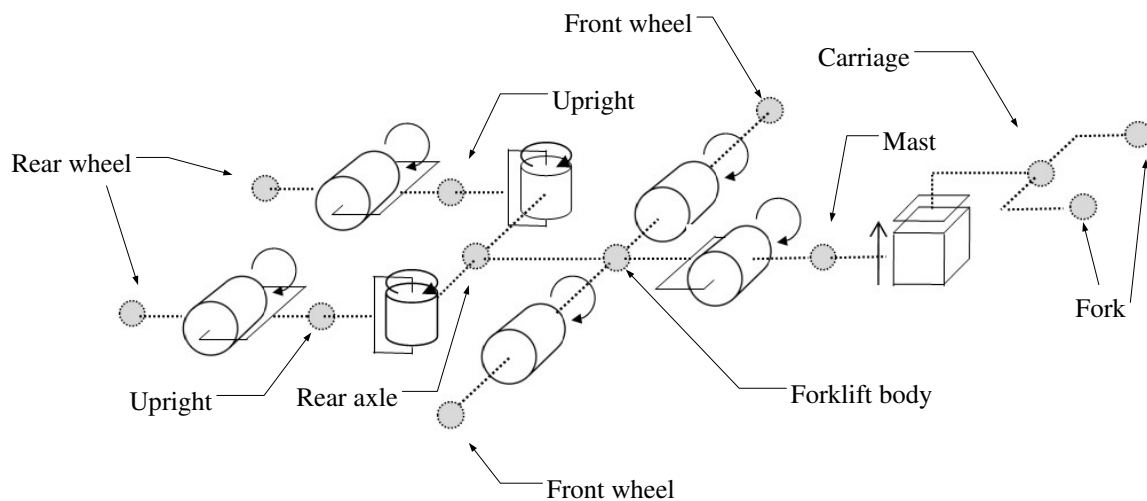 Front wheel
Carriage
Upright
Mast
Rear wheel
Fork
Upright
Rear axle
Forklift body
Front wheel